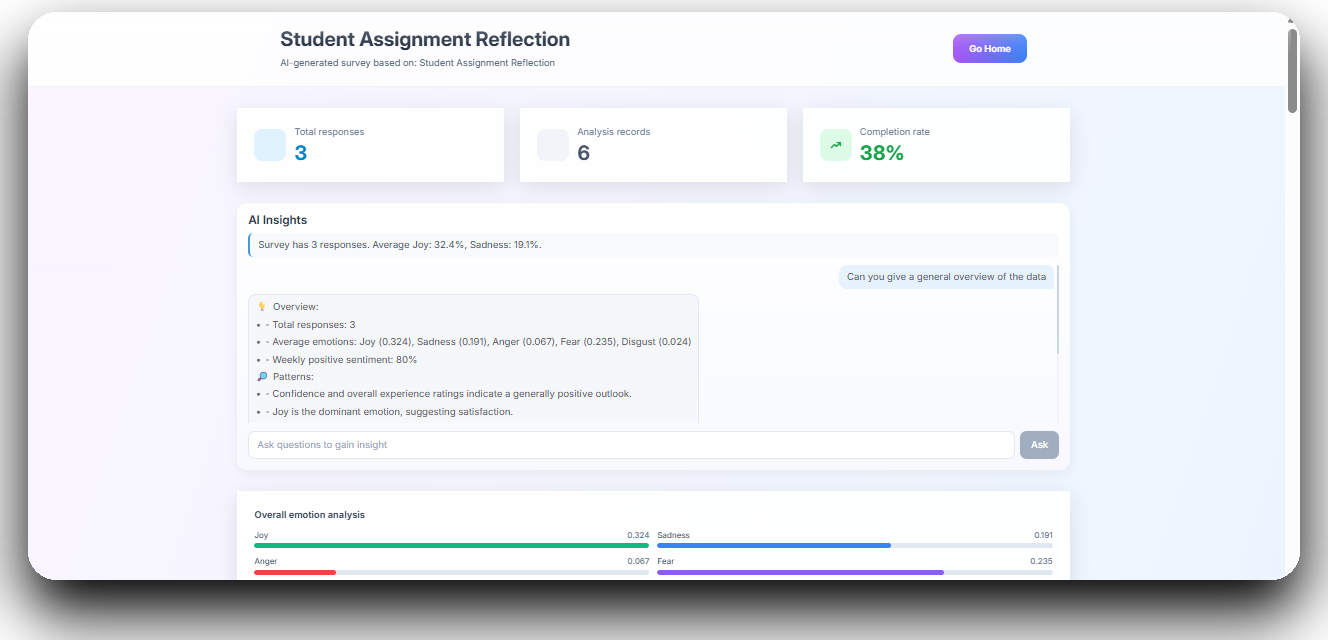 Student Assignment Reflection
AI-generated survey based on: Student Assignment Reflection
Go Home
Total responses
3
Analysis records
6
Completion rate
38%
AI Insights
Survey has 3 responses. Average Joy: 32.4%, Sadness: 19.1%.
Can you give a general overview of the data
Overview:
• - Total responses: 3
• - Average emotions: Joy (0.324), Sadness (0.191), Anger (0.067), Fear (0.235), Disgust (0.024)
• - Weekly positive sentiment: 80%
Patterns:
• - Confidence and overall experience ratings indicate a generally positive outlook.
• - Joy is the dominant emotion, suggesting satisfaction.
Ask questions to gain insight
Ask
Overall emotion analysis
Joy 0.324
Sadness 0.191
Anger 0.067
Fear 0.235